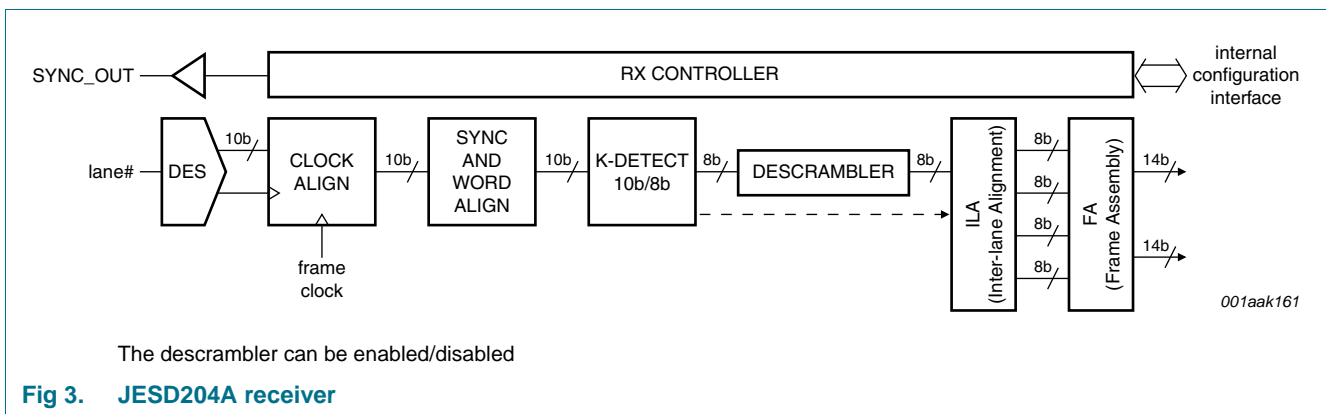 SYNC_OUT
RX CONTROLLER
internal
configuration
interface
lane#
DES
10b
CLOCK
ALIGN
frame
clock
10b
SYNC
AND
WORD
ALIGN
10b
K-DETECT
10b/8b
8b
DESCRAMBLER
8b
ILA
(Inter-lane Alignment)
8b
8b
8b
8b
FA
(Frame Assembly)
14b
14b
001aak161
The descrambler can be enabled/disabled
Fig 3. JESD204A receiver